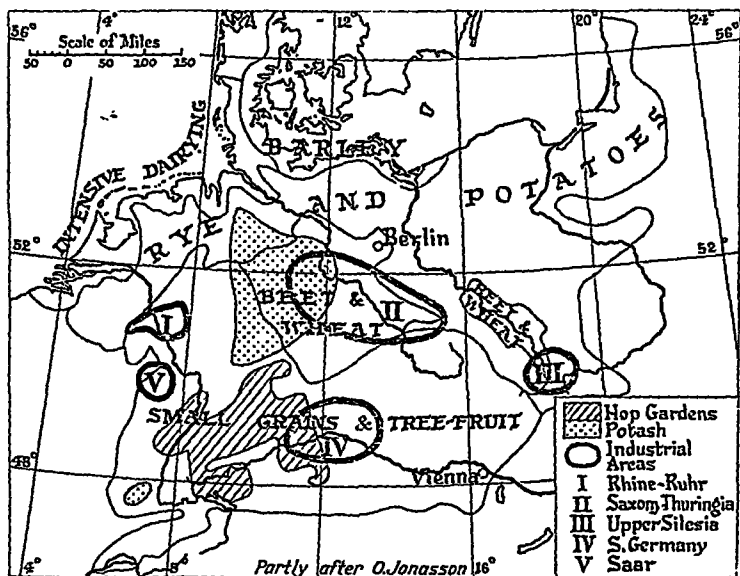 56°
4°
12°
20°
24°
56°
Scale of Miles
50 0 50 100 150
INTENSIVE DAIRYING
BARLEY
RYE AND POTATOES
52°
Berlin
52°
BEET & WHEAT
BEET & WHEAT
I
II
III
V
SMALL GRAINS & TREE-FRUIT
IV
48°
Vienna
Hop Gardens
Potash
Industrial Areas
I Rhine-Ruhr
II Saxony, Thuringia
III Upper Silesia
IV S. Germany
V Saar
4°
8°
Partly after O. Jonasson
16°